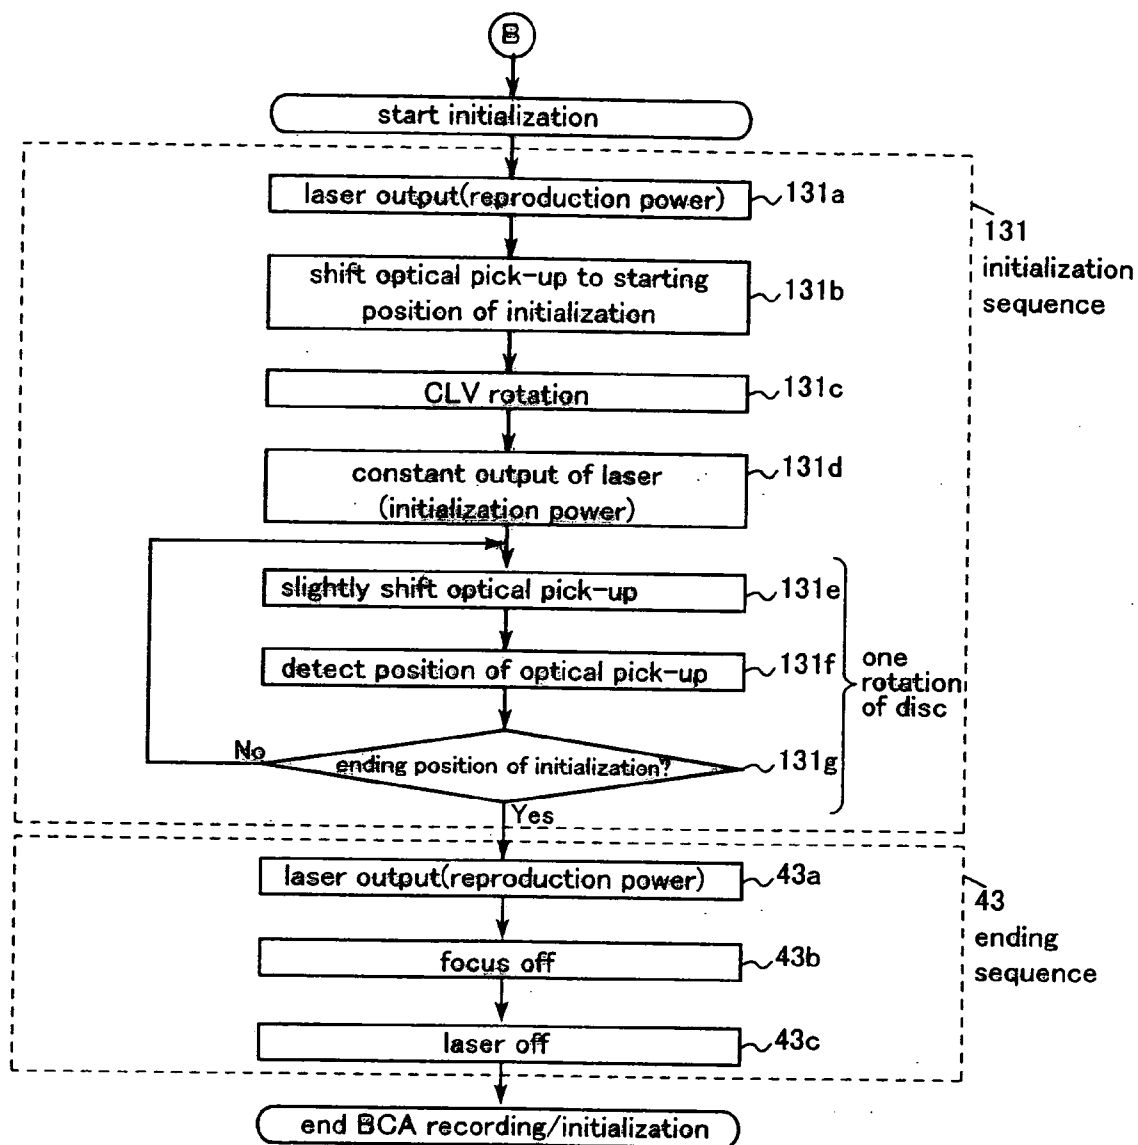 B
start initialization
laser output(reproduction power)
131a
131
initialization
sequence
shift optical pick-up to starting
position of initialization
131b
CLV rotation
131c
constant output of laser
(initialization power)
131d
slightly shift optical pick-up
131e
detect position of optical pick-up
131f
one
rotation
of disc
No
ending position of initialization?
131g
Yes
laser output(reproduction power)
43a
43
ending
sequence
focus off
43b
laser off
43c
end BCA recording/initialization